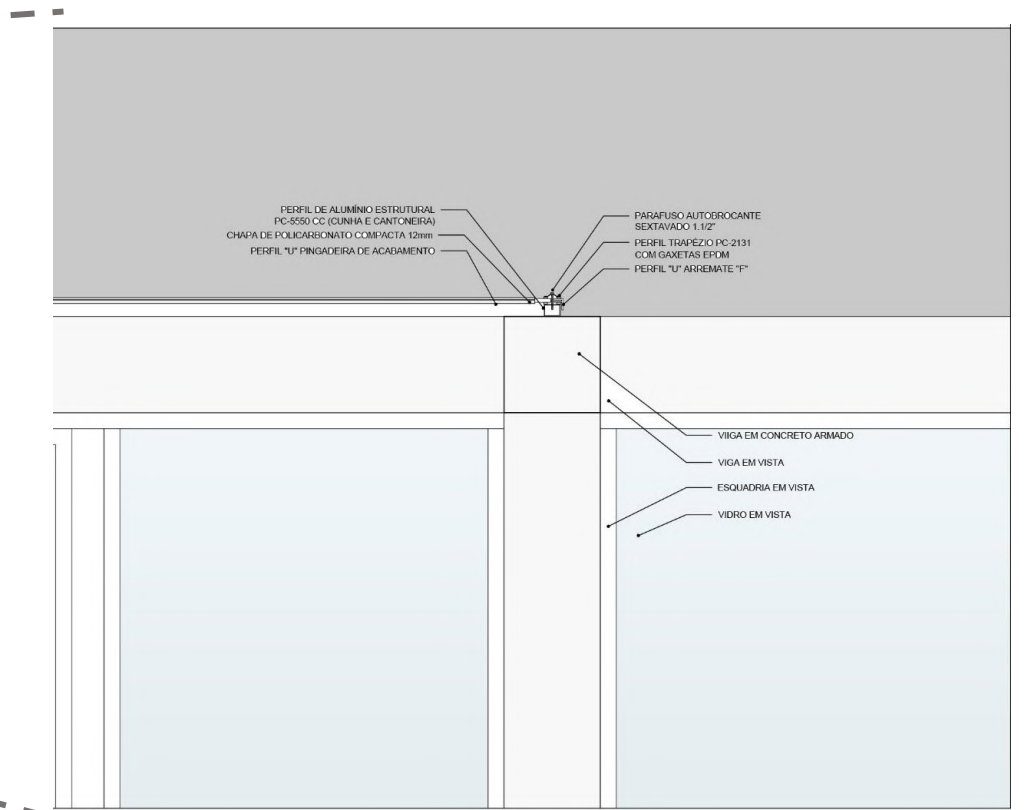 PERFIL DE ALUMÍNIO ESTRUTURAL
PC-5550 CC (CUNHA E CANTONEIRA)
CHAPA DE POLICARBONATO COMPACTA 12mm
PERFIL "U" PINGADEIRA DE ACABAMENTO
PARAFUSO AUTOBROCANTE
SEXTAVADO 1.1/2"
PERFIL TRAPÉZIO PC-2131
COM GAXETAS EPDM
PERFIL "U" ARREMATE "F"
VIIGA EM CONCRETO ARMADO
VIGA EM VISTA
ESQUADRIA EM VISTA
VIDRO EM VISTA